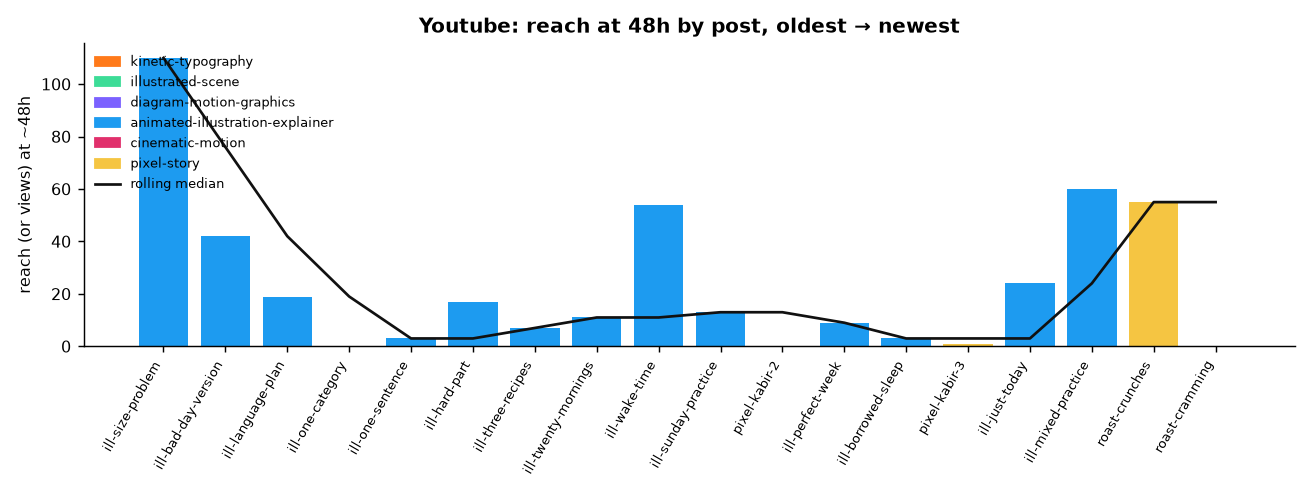 Youtube: reach at 48h by post, oldest → newest
reach (or views) at ~48h
100
80
60
40
20
0
kinetic-typography
illustrated-scene
diagram-motion-graphics
animated-illustration-explainer
cinematic-motion
pixel-story
rolling median
ill-size-problem
ill-bad-day-version
ill-language-plan
ill-one-category
ill-one-sentence
ill-hard-part
ill-three-recipes
ill-twenty-mornings
ill-wake-time
ill-sunday-practice
pixel-kabir-2
ill-perfect-week
ill-borrowed-sleep
pixel-kabir-3
ill-just-today
ill-mixed-practice
roast-crunches
roast-cramming